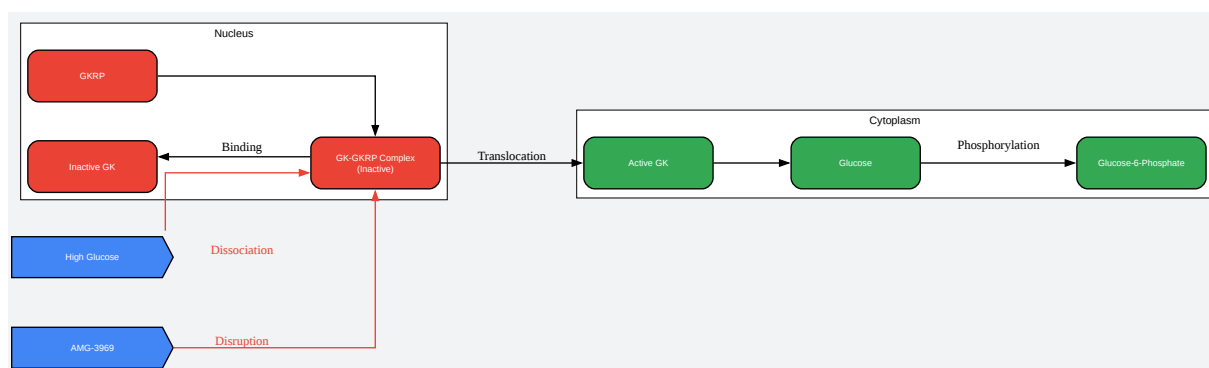 Nucleus
GKRP
Inactive GK
Binding
GK-GKRP Complex
(Inactive)
Translocation
Cytoplasm
Active GK
Glucose
Phosphorylation
Glucose-6-Phosphate
High Glucose
Dissociation
AMG-3969
Disruption